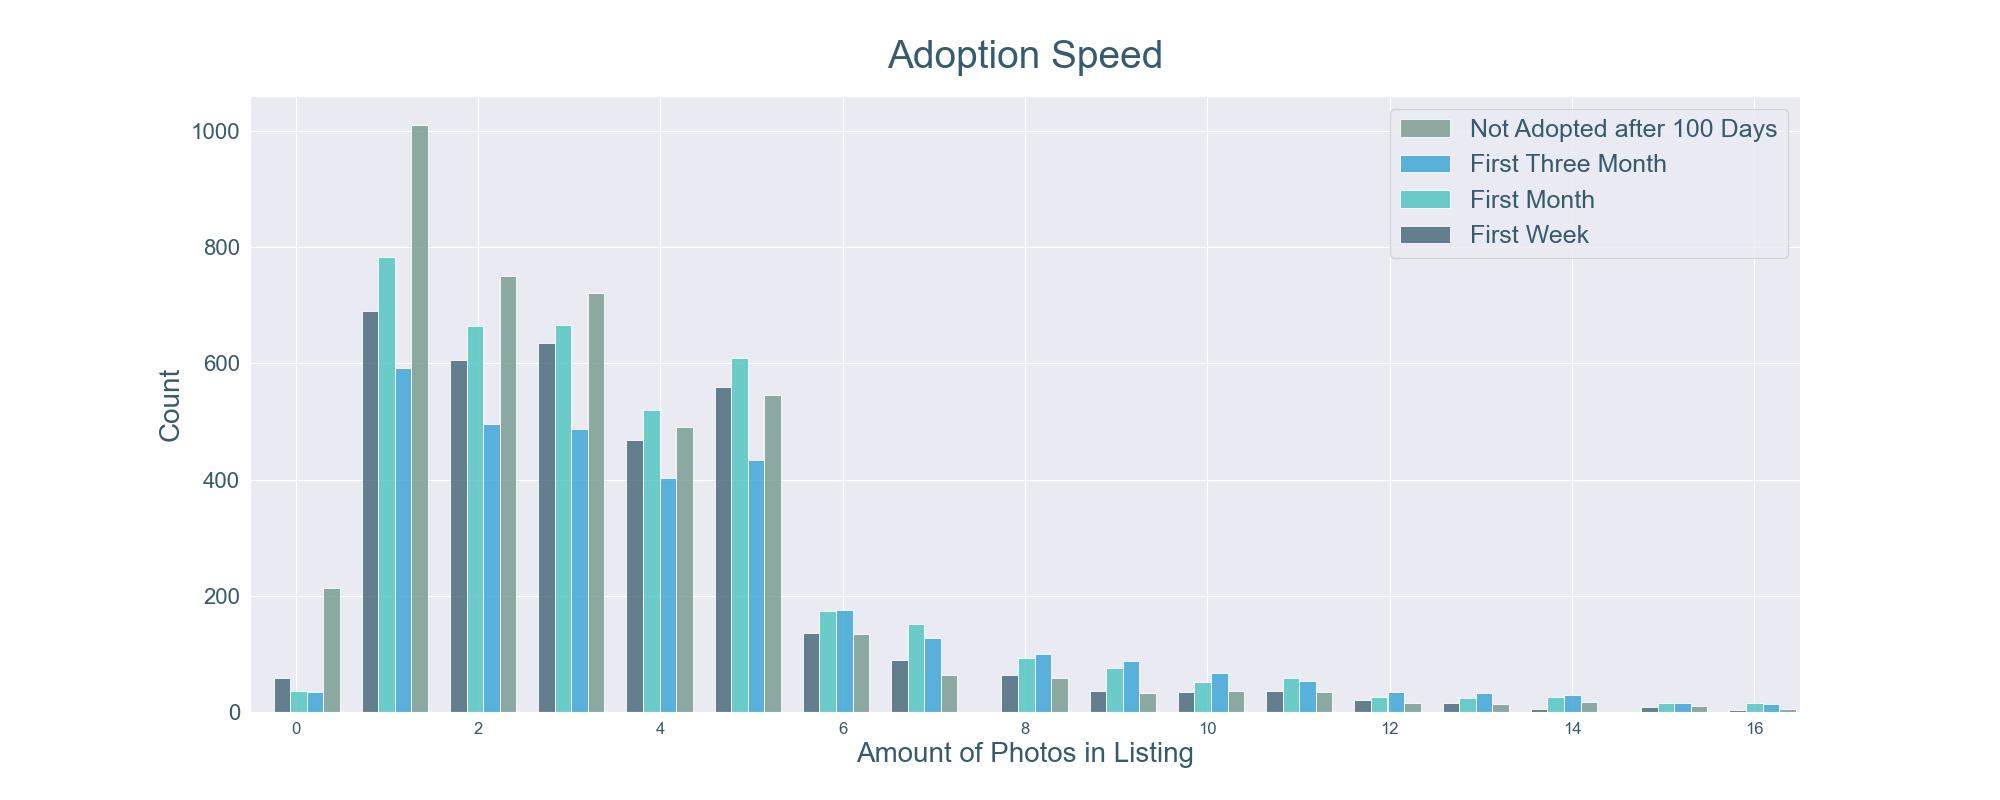 Adoption Speed
Not Adopted after 100 Days
First Three Month
First Month
First Week
1000
800
600
400
200
0
Count
0 2 4 6 8 10 12 14 16
Amount of Photos in Listing